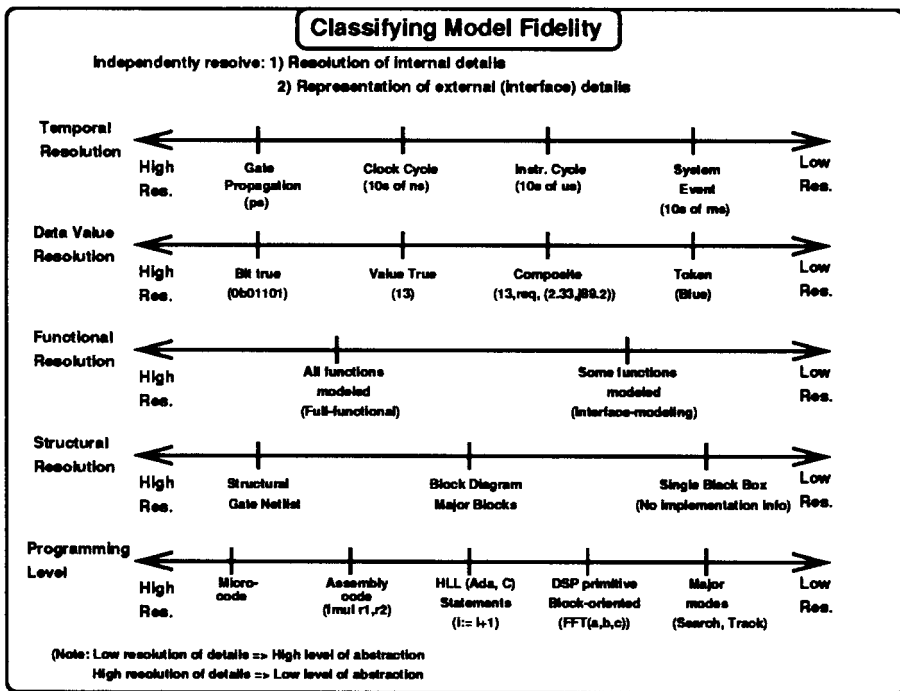 Classifying Model Fidelity
Independently resolve: 1) Resolution of internal details
2) Representation of external (interface) details
Temporal Resolution
High Res.
Gate Propagation (ps)
Clock Cycle (10s of ns)
Instr. Cycle (10s of us)
System Event (10s of ms)
Low Res.
Data Value Resolution
High Res.
Bit true (0b01101)
Value True (13)
Composite (13,req, (2.33,j89.2))
Token (Blue)
Low Res.
Functional Resolution
High Res.
All functions modeled (Full-functional)
Some functions modeled (Interface-modeling)
Low Res.
Structural Resolution
High Res.
Structural Gate Netlist
Block Diagram Major Blocks
Single Black Box (No implementation info)
Low Res.
Programming Level
High Res.
Micro-code
Assembly code (fmul r1,r2)
HLL (Ada, C) Statements (i:= i+1)
DSP primitive Block-oriented (FFT(a,b,c))
Major modes (Search, Track)
Low Res.
(Note: Low resolution of details => High level of abstraction
High resolution of details => Low level of abstraction